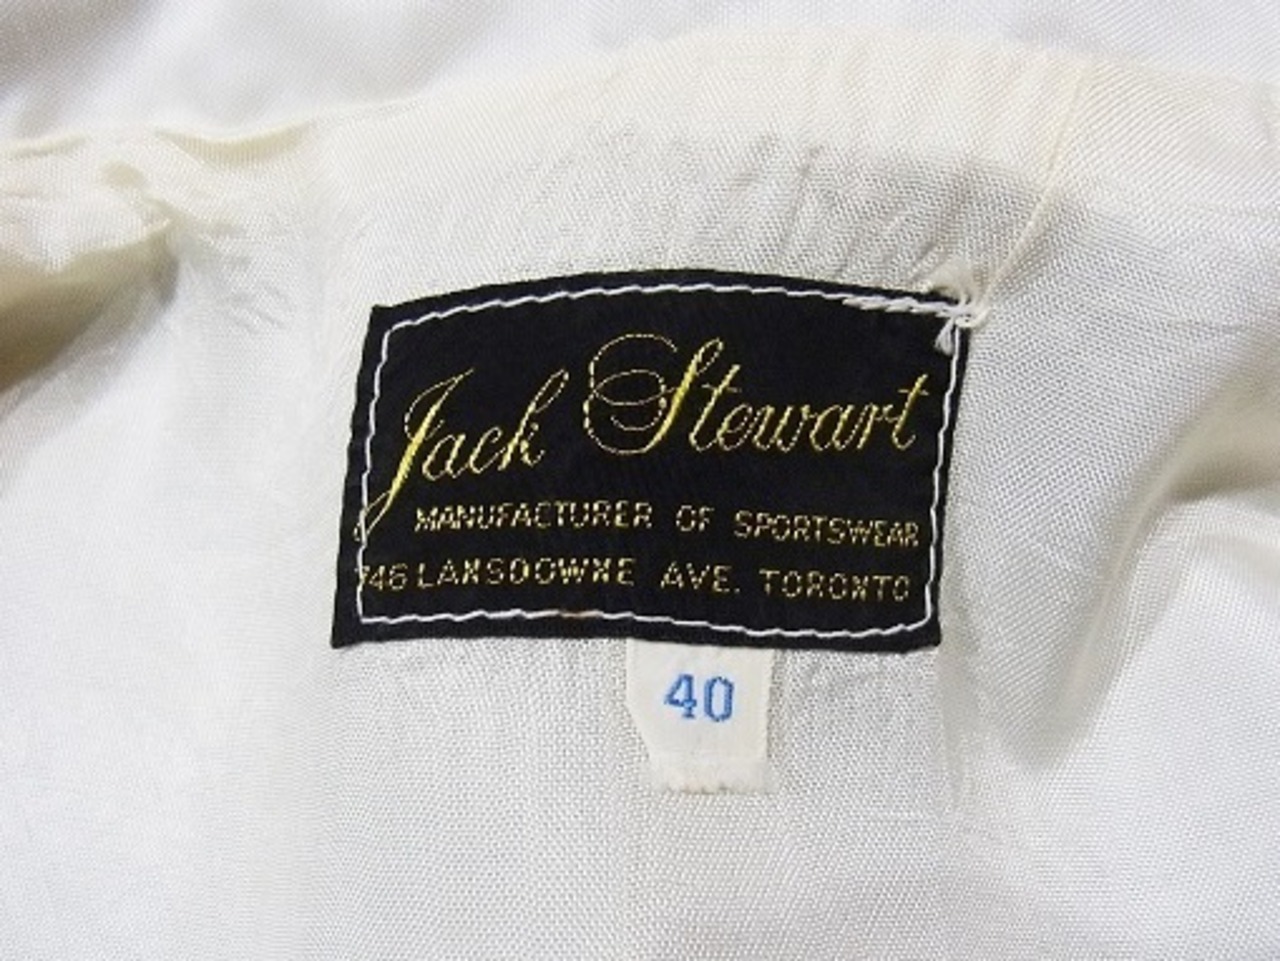 Jack Stewart
MANUFACTURER OF SPORTSWEAR
746 LANSDOWNE AVE. TORONTO
40